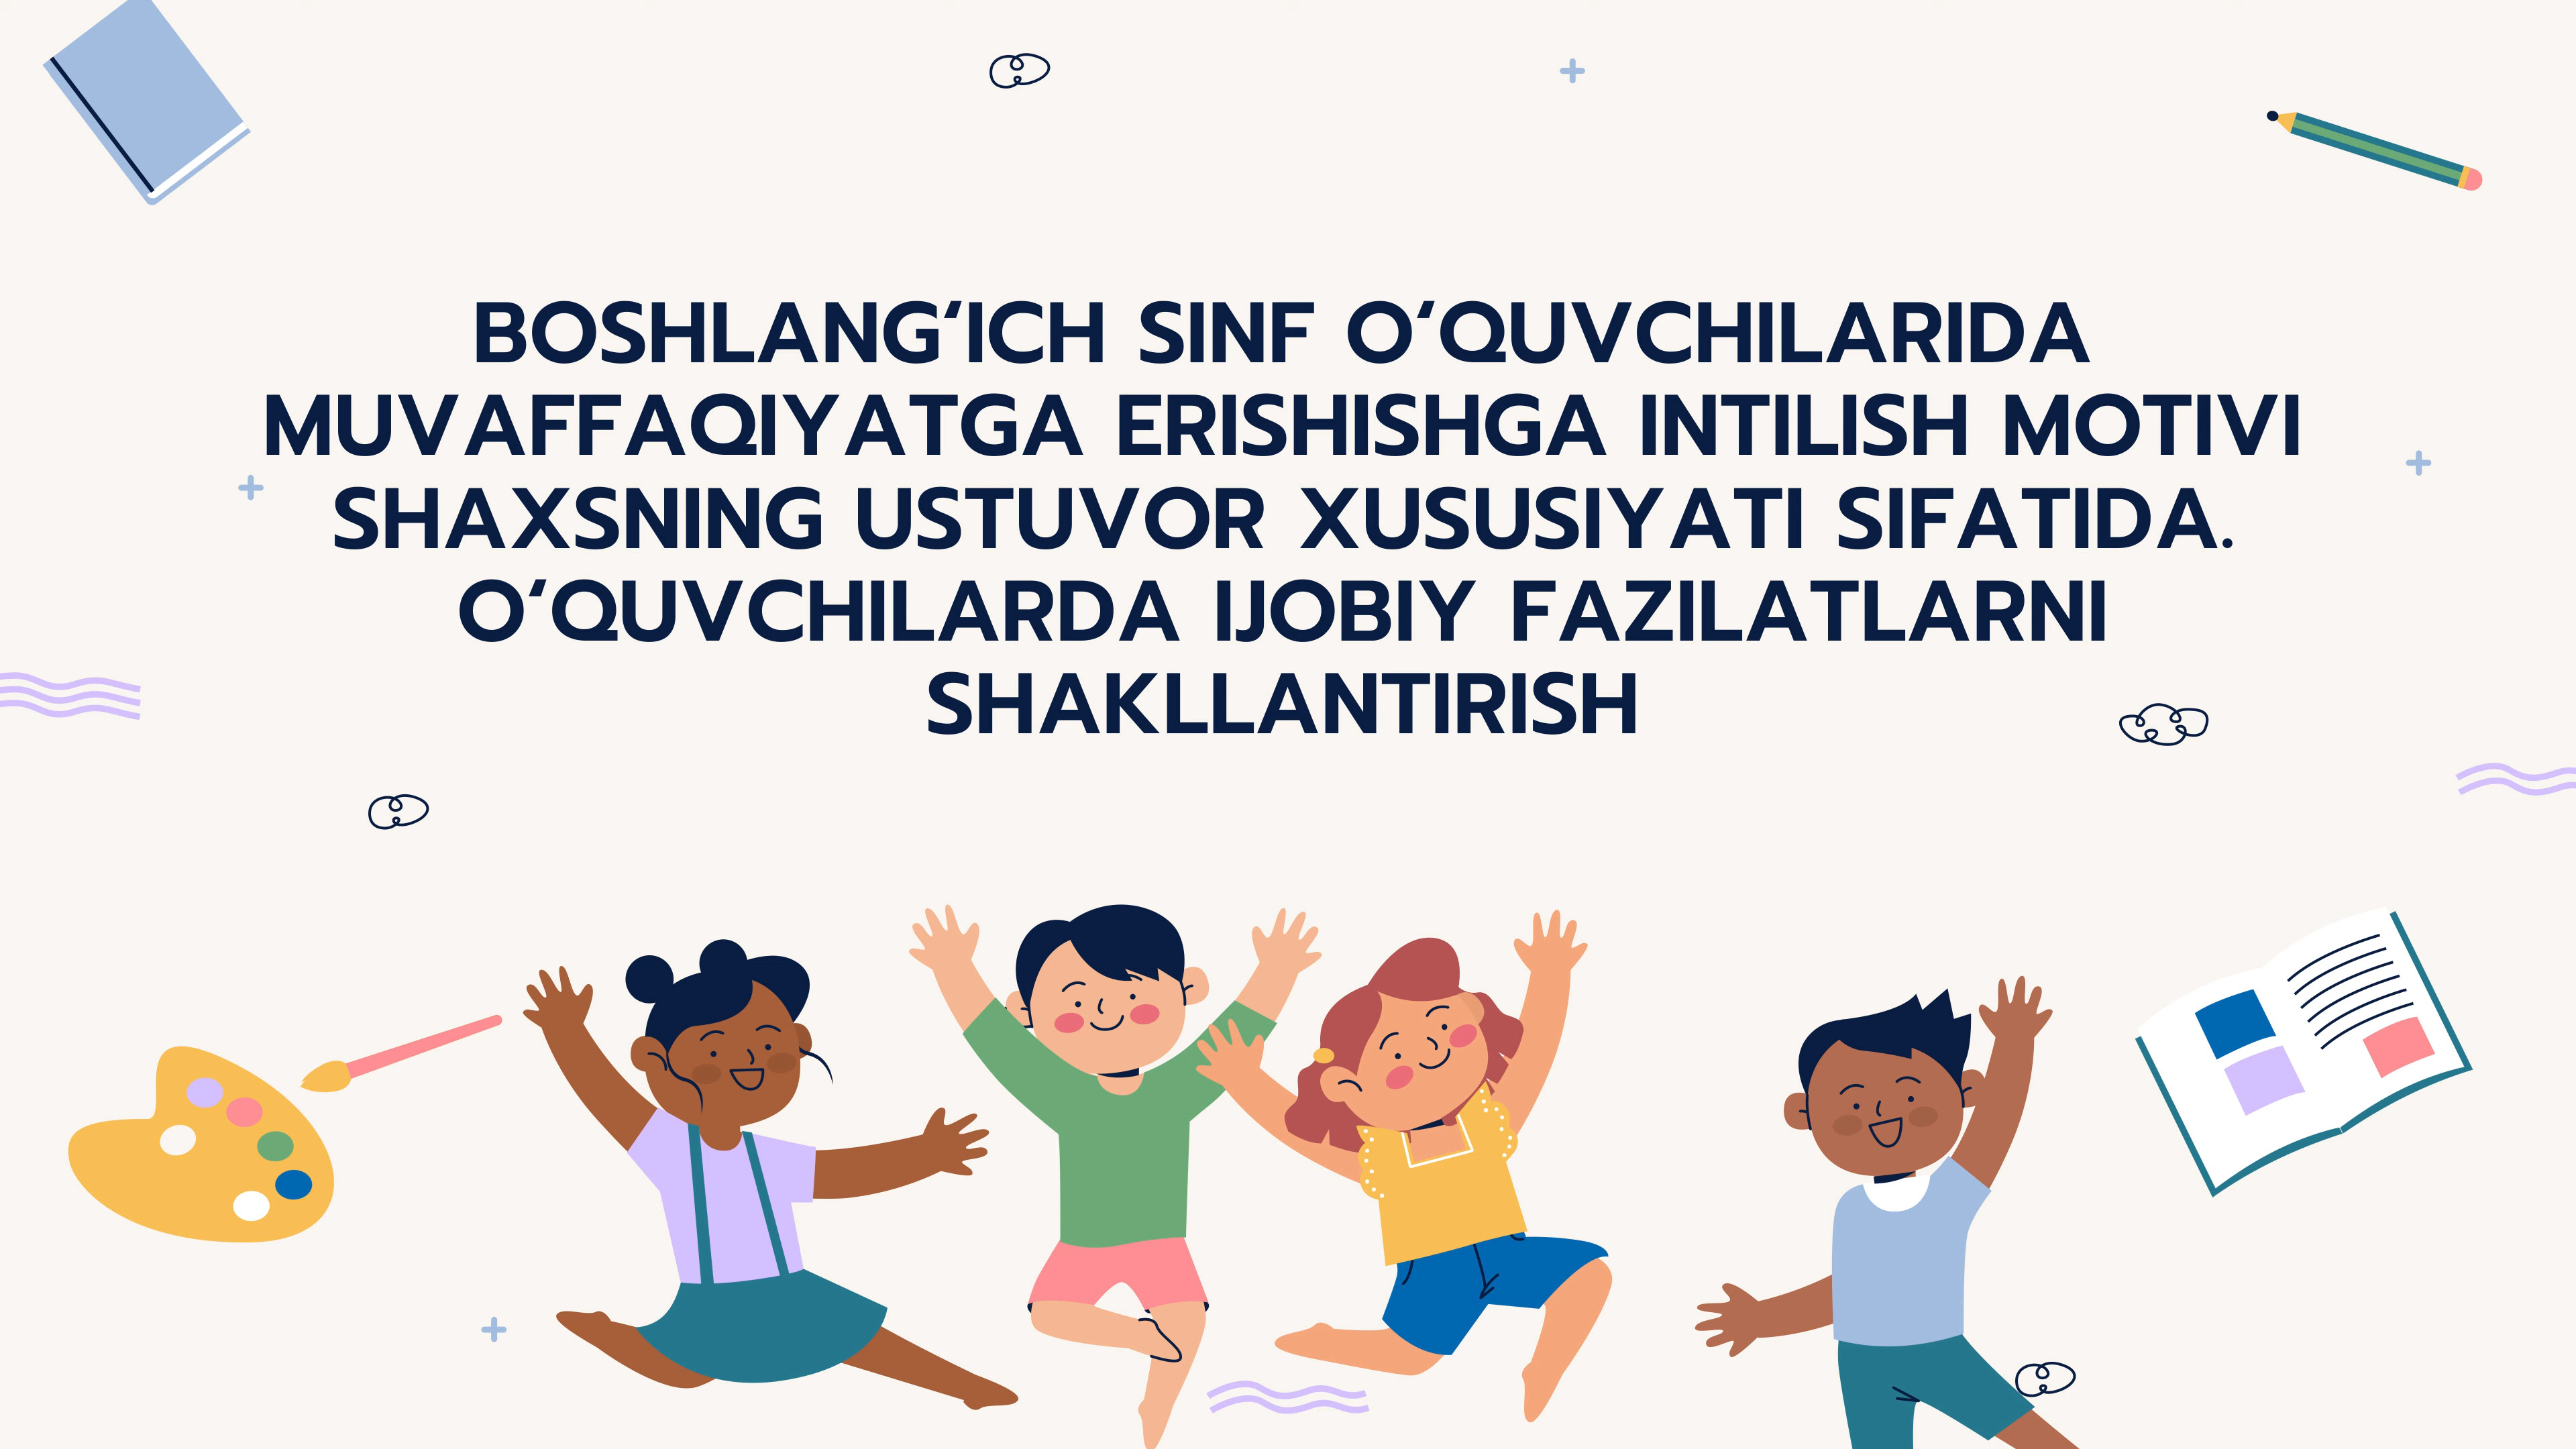 BOSHLANG‘ICH SINF O‘QUVCHILARIDA
MUVAFFAQIYATGA ERISHISHGA INTILISH MOTIVI
SHAXSNING USTUVOR XUSUSIYATI SIFATIDA.
O‘QUVCHILARDA IJOBIY FAZILATLARNI
SHAKLLANTIRISH